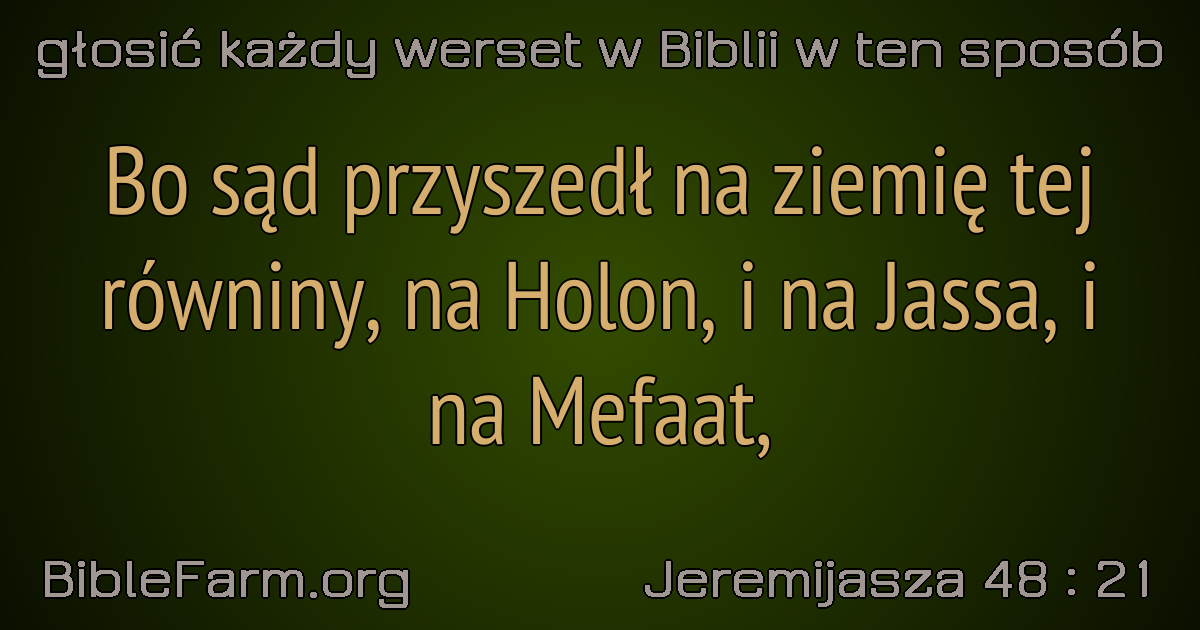 głosić każdy werset w Biblii w ten sposób
Bo sąd przyszedł na ziemię tej
równiny, na Holon, i na Jassa, i
na Mefaat,
BibleFarm.org
Jeremijasza 48 : 21